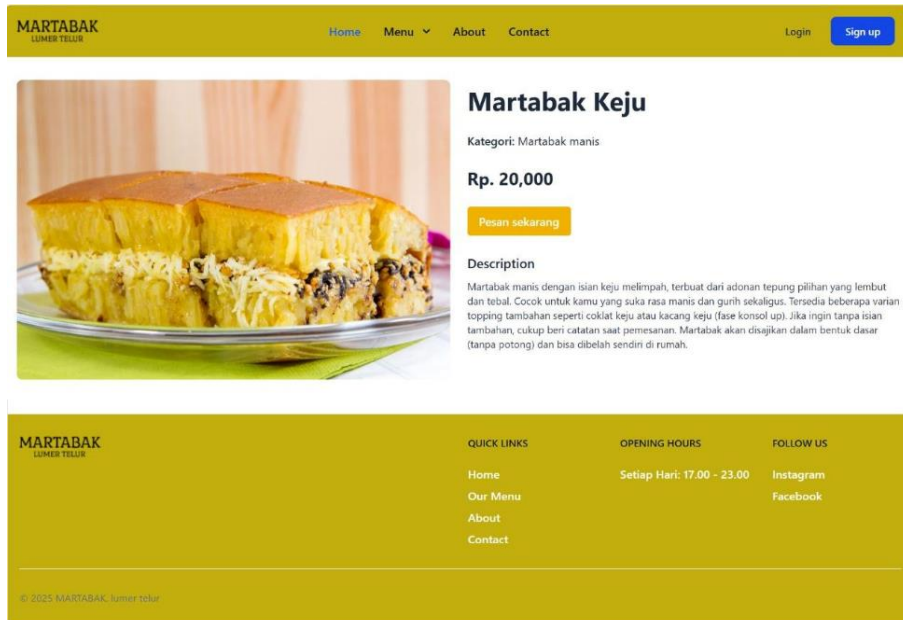 MARTABAK
LUMER TELUR
Home Menu About Contact
Login Sign up
Martabak Keju
Kategori: Martabak manis
Rp. 20,000
Pesan sekarang
Description
Martabak manis dengan isian keju melimpah, terbuat dari adonan tepung pilihan yang lembut
dan tebal. Cocok untuk kamu yang suka rasa manis dan gurih sekaligus. Tersedia beberapa varian
topping tambahan seperti coklat keju atau kacang keju (fase konsol up). Jika ingin tanpa isian
tambahan, cukup beri catatan saat pemesanan. Martabak akan disajikan dalam bentuk dasar
(tanpa potong) dan bisa dibelah sendiri di rumah.
MARTABAK
LUMER TELUR
QUICK LINKS
Home
Our Menu
About
Contact
OPENING HOURS
Setiap Hari: 17.00 - 23.00
FOLLOW US
Instagram
Facebook
© 2025 MARTABAK. lumer telur